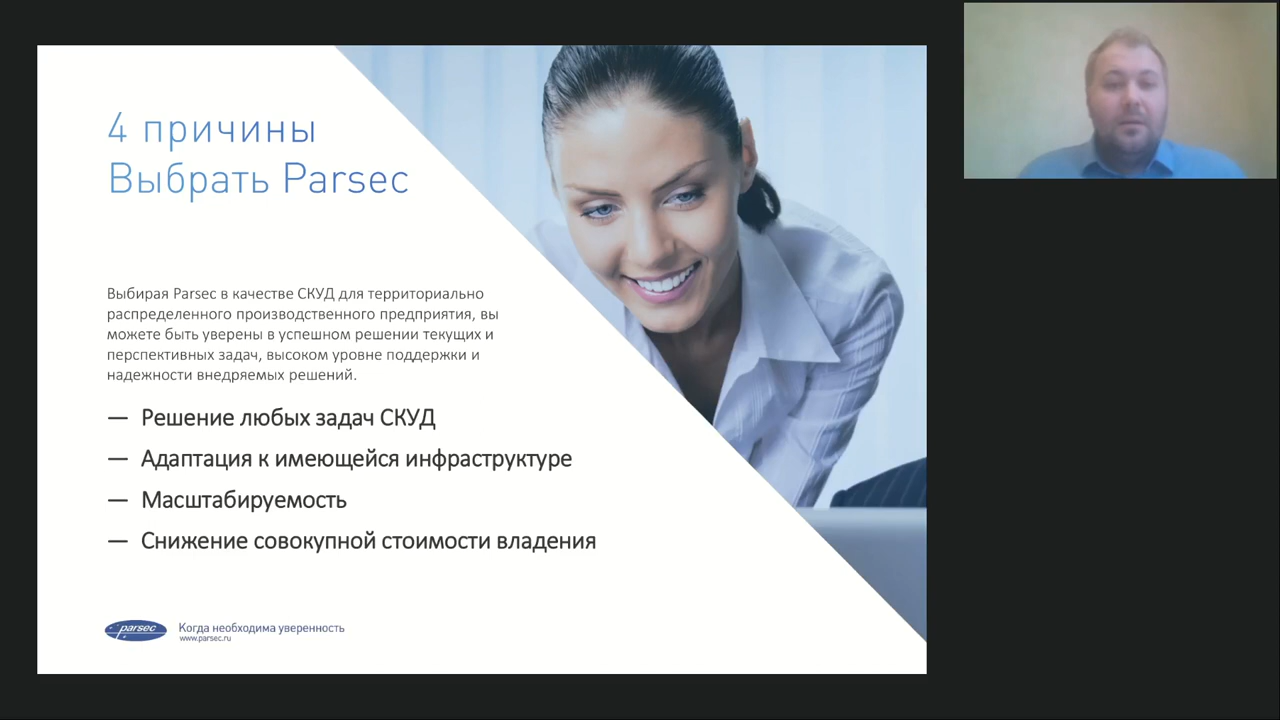 4 причины
Выбрать Parsec
Выбирая Parsec в качестве СКУД для территориально
распределенного производственного предприятия, вы
можете быть уверены в успешном решении текущих и
перспективных задач, высоком уровне поддержки и
надежности внедряемых решений.
— Решение любых задач СКУД
— Адаптация к имеющейся инфраструктуре
— Масштабируемость
— Снижение совокупной стоимости владения
parsec
Когда необходима уверенность
www.parsec.ru